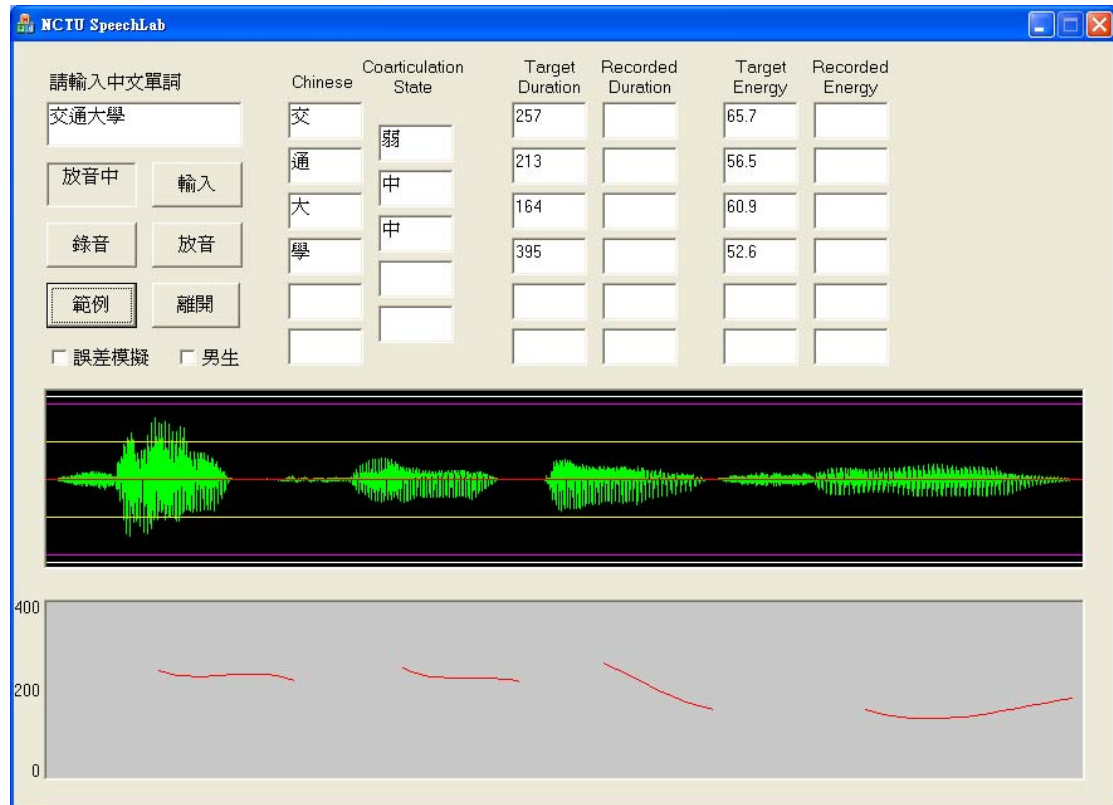 NCTU SpeechLab
請輸入中文單詞
交通大學
放音中
輸入
錄音
放音
範例
離開
誤差模擬
男生
Chinese
Coarticulation
State
Target
Duration
Recorded
Duration
Target
Energy
Recorded
Energy
交
弱
257
65.7
通
中
213
56.5
大
中
164
60.9
學
395
52.6
400
200
0